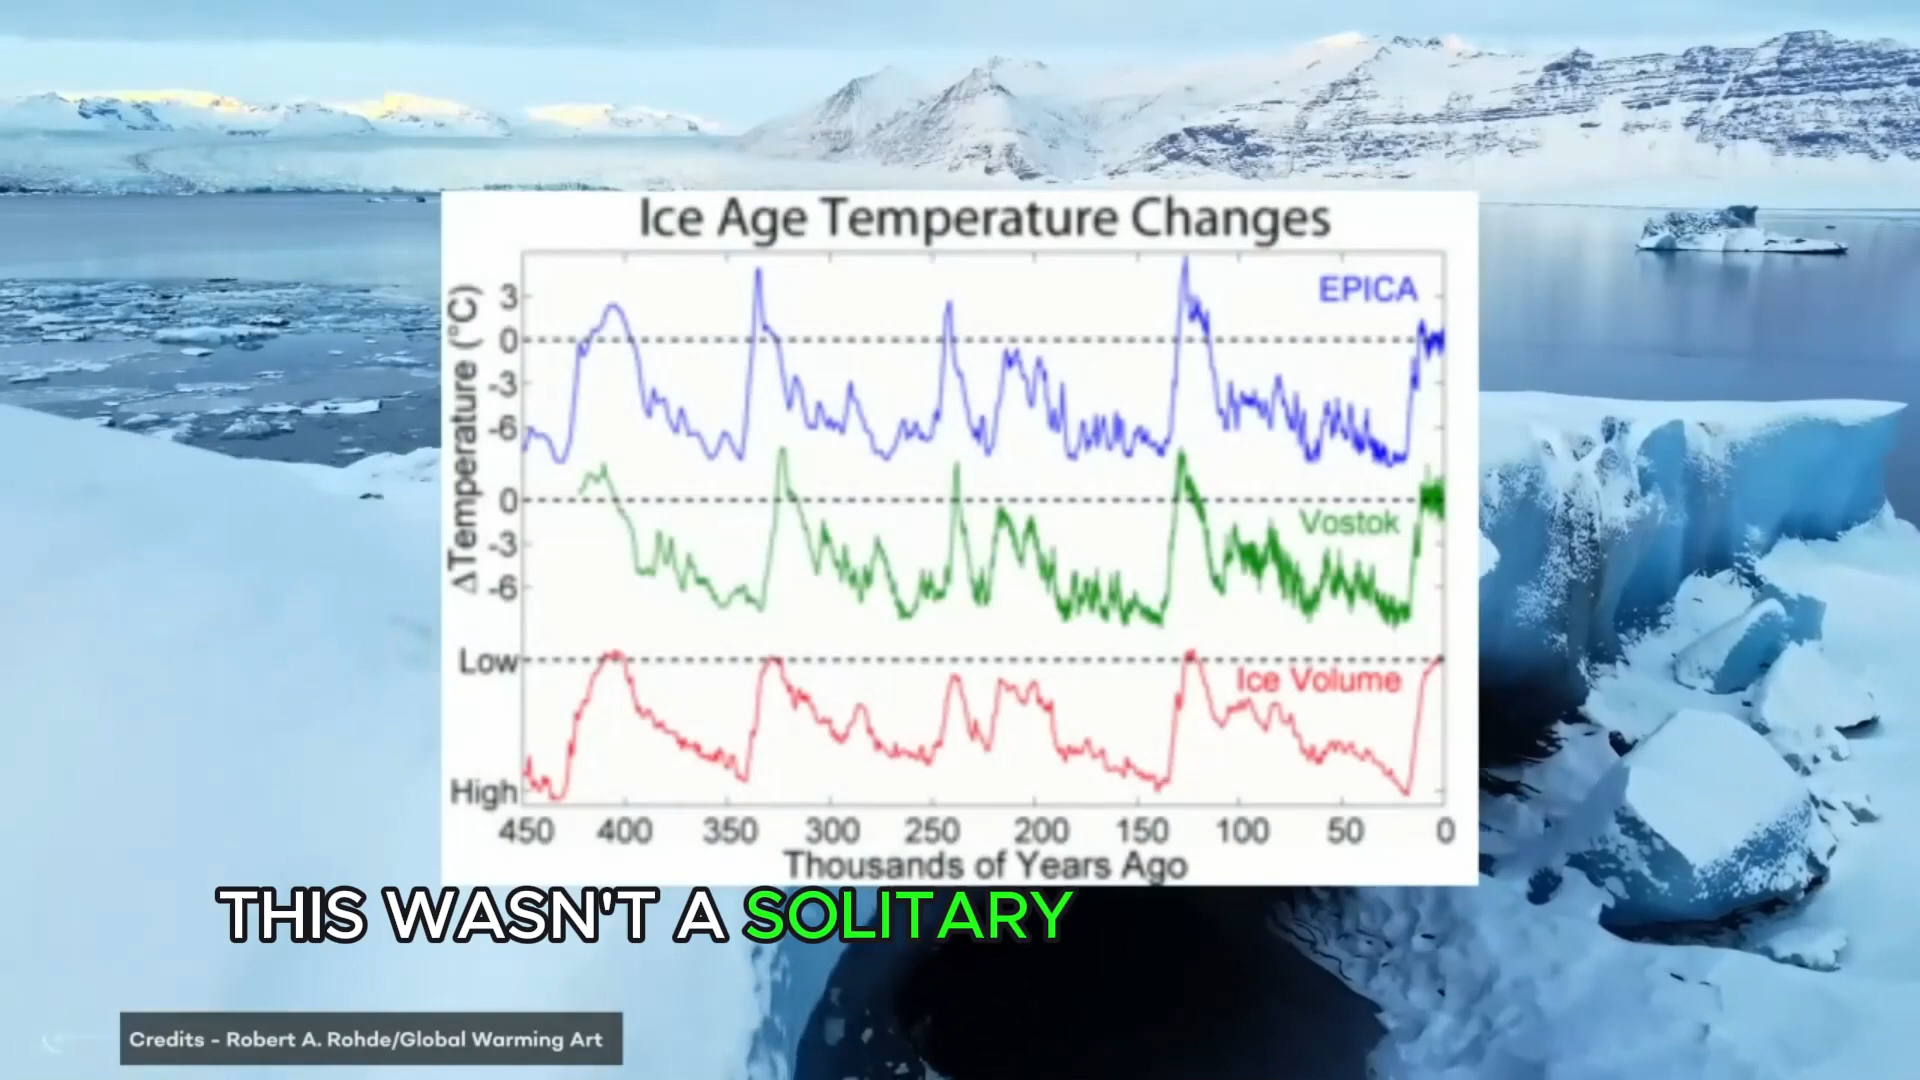 Ice Age Temperature Changes
EPICA
ΔTemperature (°C)
3
0
-3
-6
Vostok
0
-3
-6
Low
Ice Volume
High
450 400 350 300 250 200 150 100 50 0
Thousands of Years Ago
THIS WASN'T A SOLITARY
Credits - Robert A. Rohde/Global Warming Art